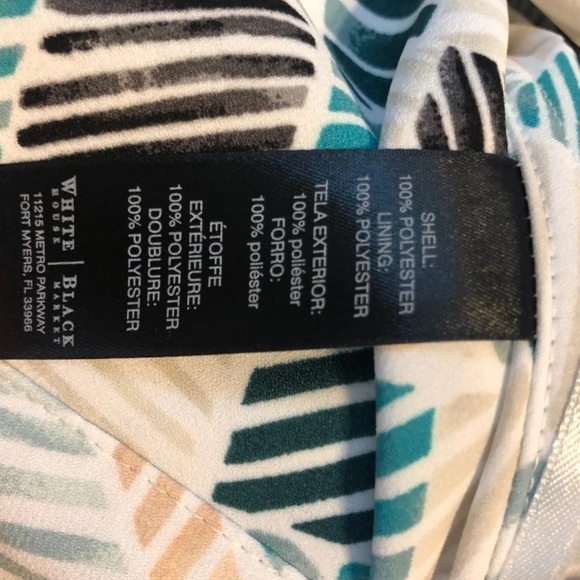 SHELL:
100% POLYESTER
LINING:
100% POLYESTER
TELA EXTERIOR:
100% poliéster
FORRO:
100% poliéster
ÉTOFFE
EXTÉRIEURE:
100% POLYESTER
DOUBLURE:
100% POLYESTER
WHITE | BLACK
HOUSE | MARKET
11215 METRO PARKWAY
FORT MYERS, FL 33966